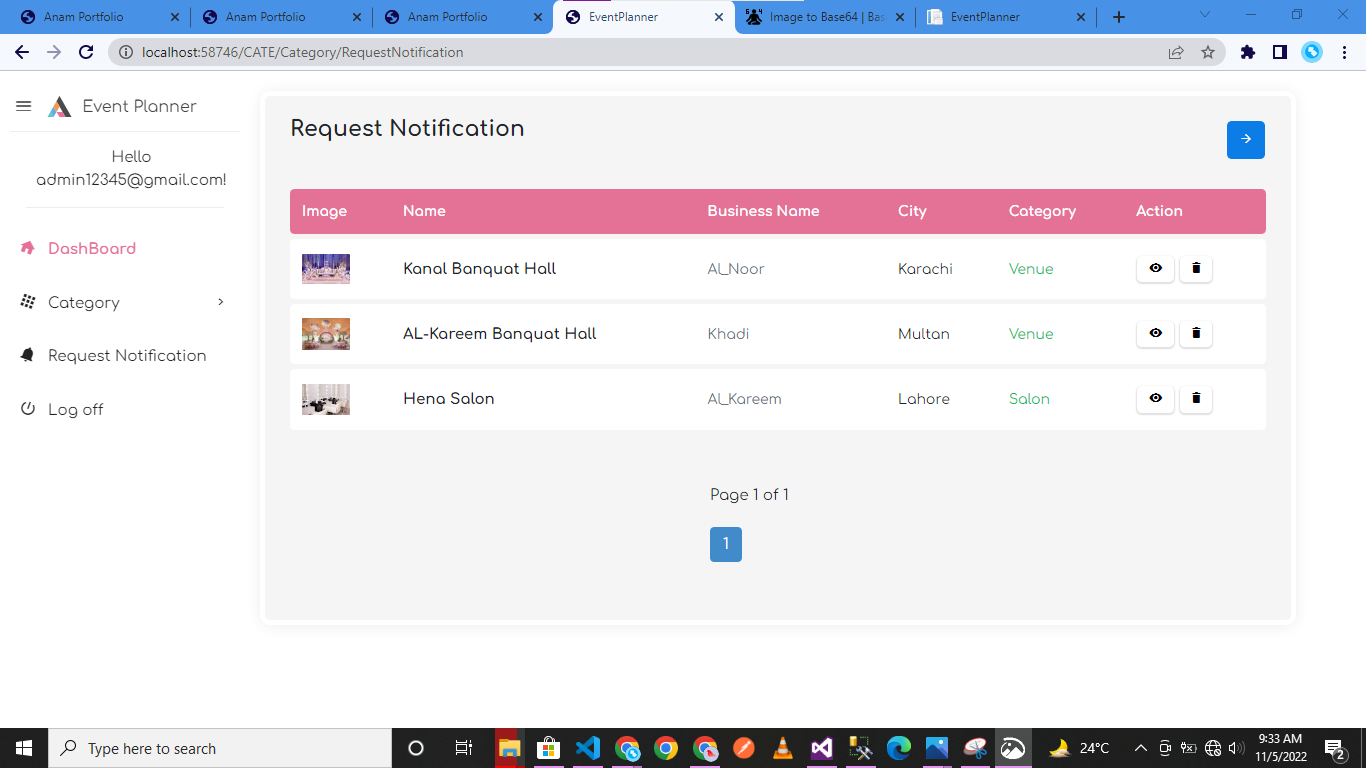 Anam Portfolio
Anam Portfolio
Anam Portfolio
EventPlanner
Image to Base64 | Bas
EventPlanner
localhost:58746/CATE/Category/RequestNotification
Event Planner
Hello
admin12345@gmail.com!
DashBoard
Category
Request Notification
Log off
Request Notification
Image Name Business Name City Category Action
Kanal Banquat Hall AL_Noor Karachi Venue
AL-Kareem Banquat Hall Khadi Multan Venue
Hena Salon AL_Kareem Lahore Salon
Page 1 of 1
1
Type here to search
24°C
9:33 AM
11/5/2022
2